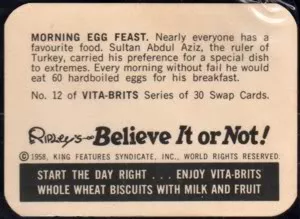 MORNING EGG FEAST. Nearly everyone has a
favourite food. Sultan Abdul Aziz, the ruler of
Turkey, carried his preference for a special dish
to extremes. Every morning without fail he would
eat 60 hardboiled eggs for his breakfast.
No. 12 of VITA-BRITS Series of 30 Swap Cards.
Ripley's— Believe It or Not!
© 1958, KING FEATURES SYNDICATE, INC., WORLD RIGHTS RESERVED.
START THE DAY RIGHT . . . ENJOY VITA-BRITS
WHOLE WHEAT BISCUITS WITH MILK AND FRUIT